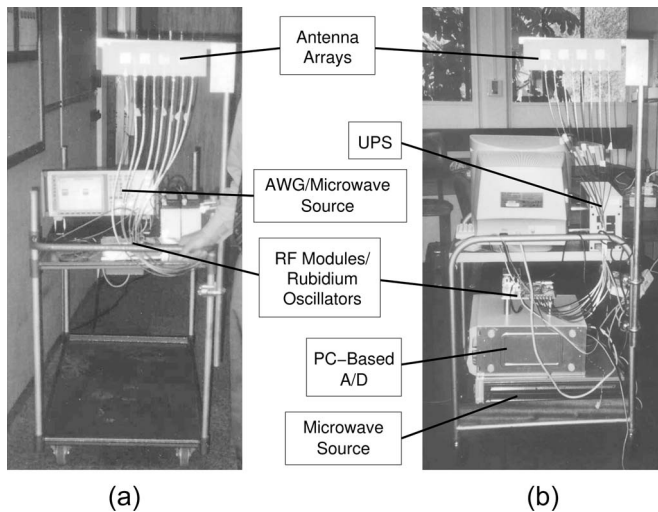 Antenna
Arrays
UPS
AWG/Microwave
Source
RF Modules/
Rubidium
Oscillators
PC−Based
A/D
Microwave
Source
(a)
(b)